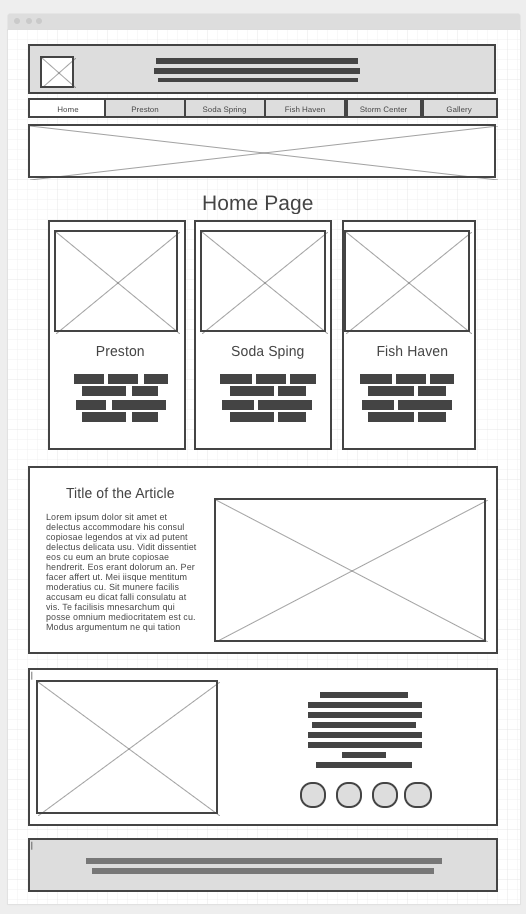 Home Preston Soda Spring Fish Haven Storm Center Gallery
Home Page
Preston Soda Sping Fish Haven
Title of the Article
Lorem ipsum dolor sit amet et
delectus accommodare his consul
copiosae legendos at vix ad putent
delectus delicata usu. Vidit dissentiet
eos cu eum an brute copiosae
hendrerit. Eos erant dolorum an. Per
facer affert ut. Mei iisque mentitum
moderatius cu. Sit munere facilis
accusam eu dicat falli consulatu at
vis. Te facilisis mnesarchum qui
posse omnium mediocritatem est cu.
Modus argumentum ne qui tation